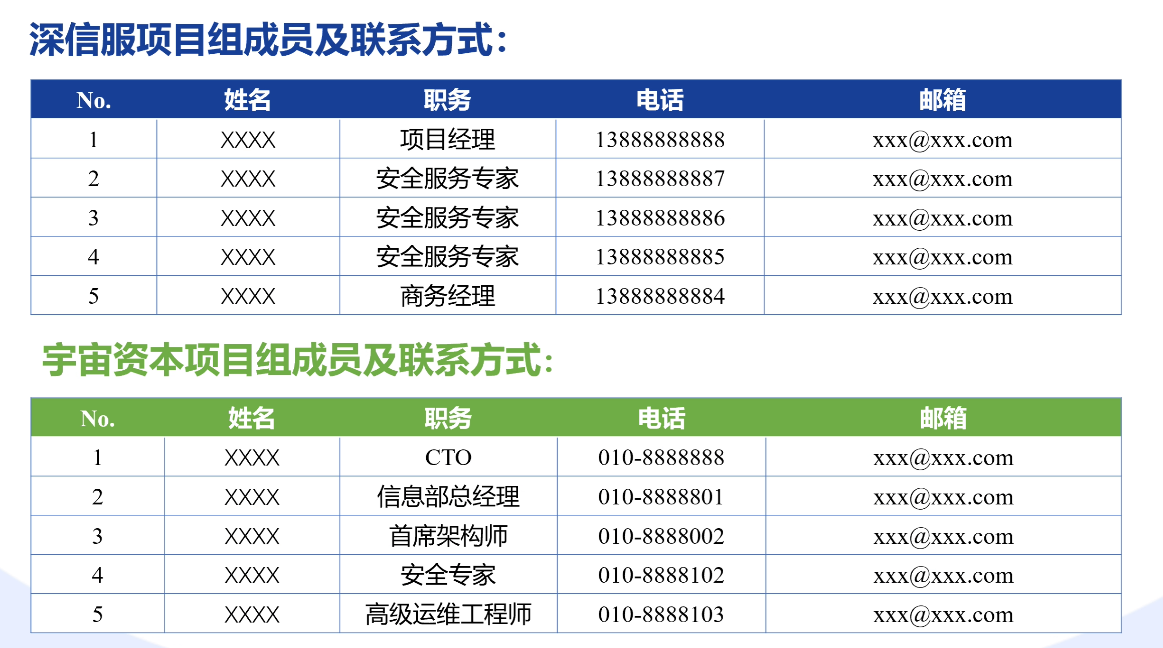 深信服项目组成员及联系方式：
No. 姓名 职务 电话 邮箱
1 XXXX 项目经理 13888888888 xxx@xxx.com
2 XXXX 安全服务专家 13888888887 xxx@xxx.com
3 XXXX 安全服务专家 13888888886 xxx@xxx.com
4 XXXX 安全服务专家 13888888885 xxx@xxx.com
5 XXXX 商务经理 13888888884 xxx@xxx.com
宇宙资本项目组成员及联系方式：
No. 姓名 职务 电话 邮箱
1 XXXX CTO 010-8888888 xxx@xxx.com
2 XXXX 信息部总经理 010-8888801 xxx@xxx.com
3 XXXX 首席架构师 010-8888002 xxx@xxx.com
4 XXXX 安全专家 010-8888102 xxx@xxx.com
5 XXXX 高级运维工程师 010-8888103 xxx@xxx.com